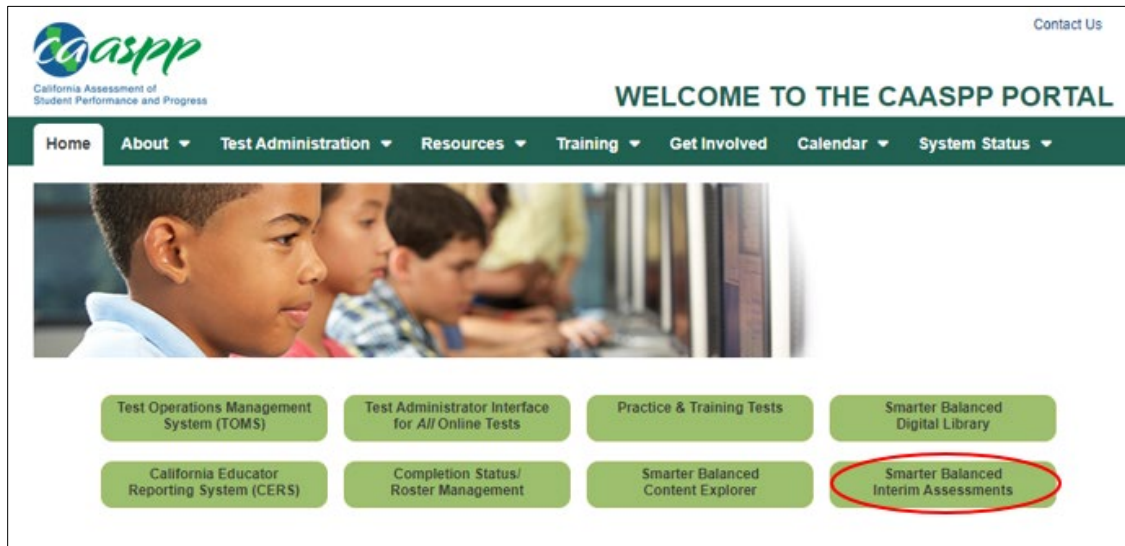 Contact Us
caaspp
California Assessment of
Student Performance and Progress
WELCOME TO THE CAASPP PORTAL
Home About Test Administration Resources Training Get Involved Calendar System Status
Test Operations Management
System (TOMS)
Test Administrator Interface
for All Online Tests
Practice & Training Tests
Smarter Balanced
Digital Library
California Educator
Reporting System (CERS)
Completion Status/
Roster Management
Smarter Balanced
Content Explorer
Smarter Balanced
Interim Assessments